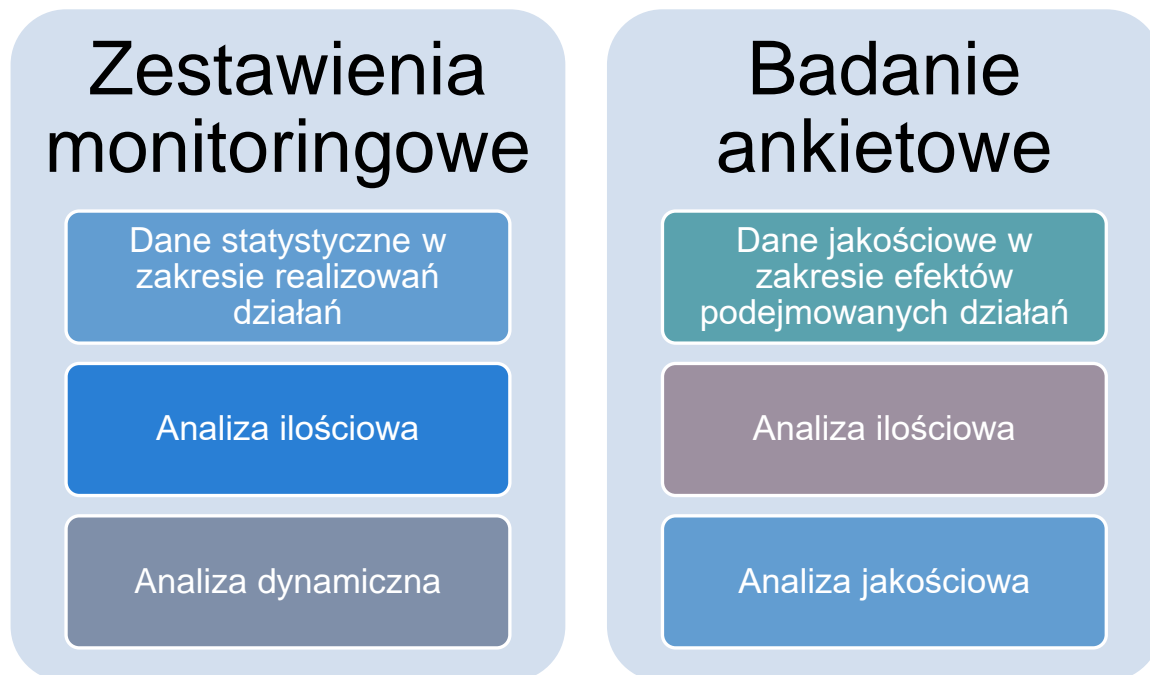 Zestawienia
monitoringowe
Dane statystyczne w
zakresie realizowań
działań
Analiza ilościowa
Analiza dynamiczna
Badanie
ankietowe
Dane jakościowe w
zakresie efektów
podejmowanych działań
Analiza ilościowa
Analiza jakościowa